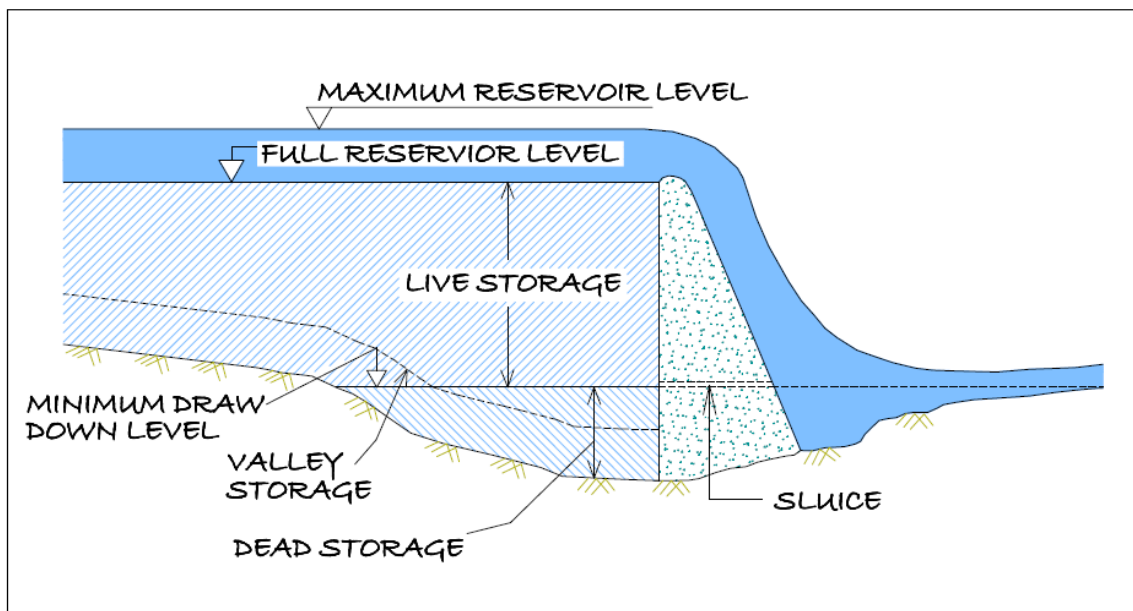 MAXIMUM RESERVOIR LEVEL
FULL RESERVIOR LEVEL
LIVE STORAGE
MINIMUM DRAW
DOWN LEVEL
VALLEY
STORAGE
SLUICE
DEAD STORAGE